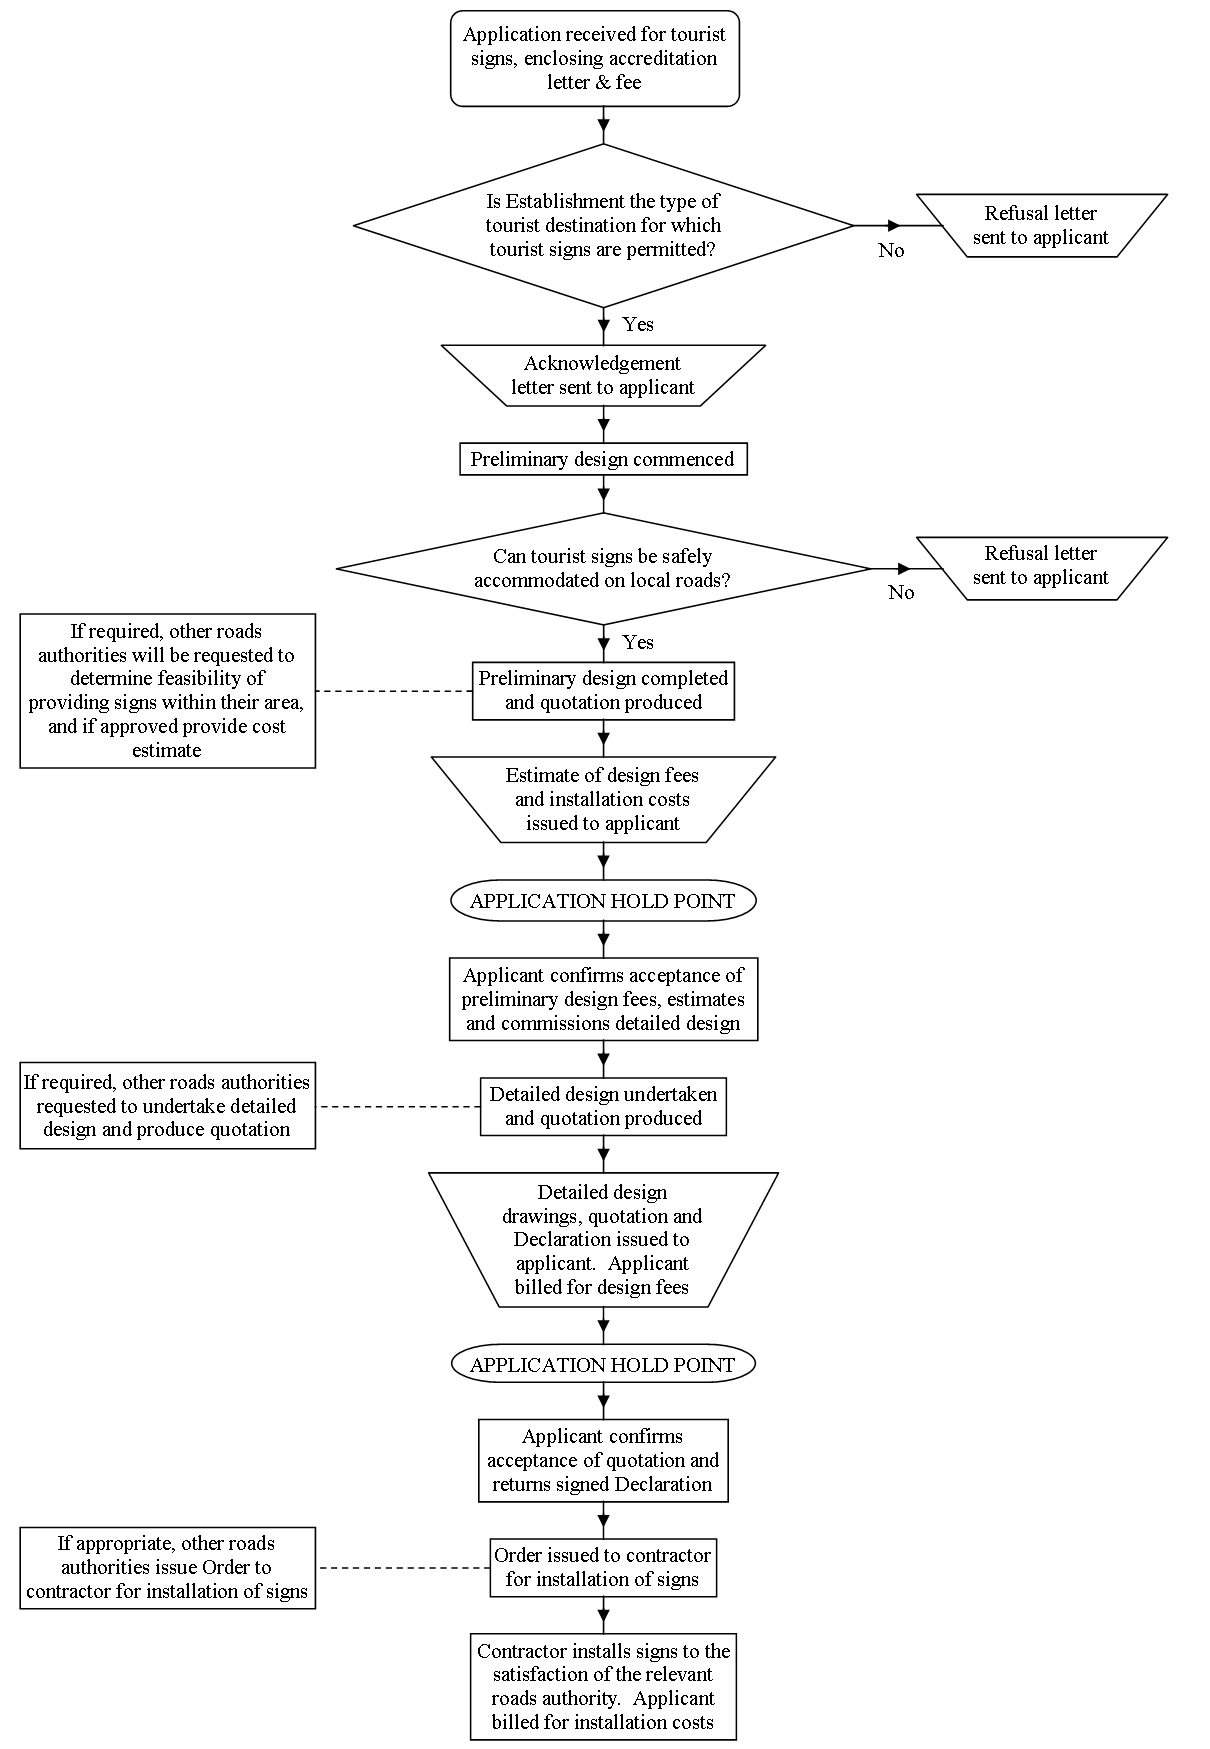 Application received for tourist
signs, enclosing accreditation
letter & fee
Is Establishment the type of
tourist destination for which
tourist signs are permitted?
No
Refusal letter
sent to applicant
Yes
Acknowledgement
letter sent to applicant
Preliminary design commenced
Can tourist signs be safely
accommodated on local roads?
No
Refusal letter
sent to applicant
Yes
If required, other roads
authorities will be requested to
determine feasibility of
providing signs within their area,
and if approved provide cost
estimate
Preliminary design completed
and quotation produced
Estimate of design fees
and installation costs
issued to applicant
APPLICATION HOLD POINT
Applicant confirms acceptance of
preliminary design fees, estimates
and commissions detailed design
If required, other roads authorities
requested to undertake detailed
design and produce quotation
Detailed design undertaken
and quotation produced
Detailed design
drawings, quotation and
Declaration issued to
applicant.  Applicant
billed for design fees
APPLICATION HOLD POINT
Applicant confirms
acceptance of quotation and
returns signed Declaration
If appropriate, other roads
authorities issue Order to
contractor for installation of signs
Order issued to contractor
for installation of signs
Contractor installs signs to the
satisfaction of the relevant
roads authority.  Applicant
billed for installation costs